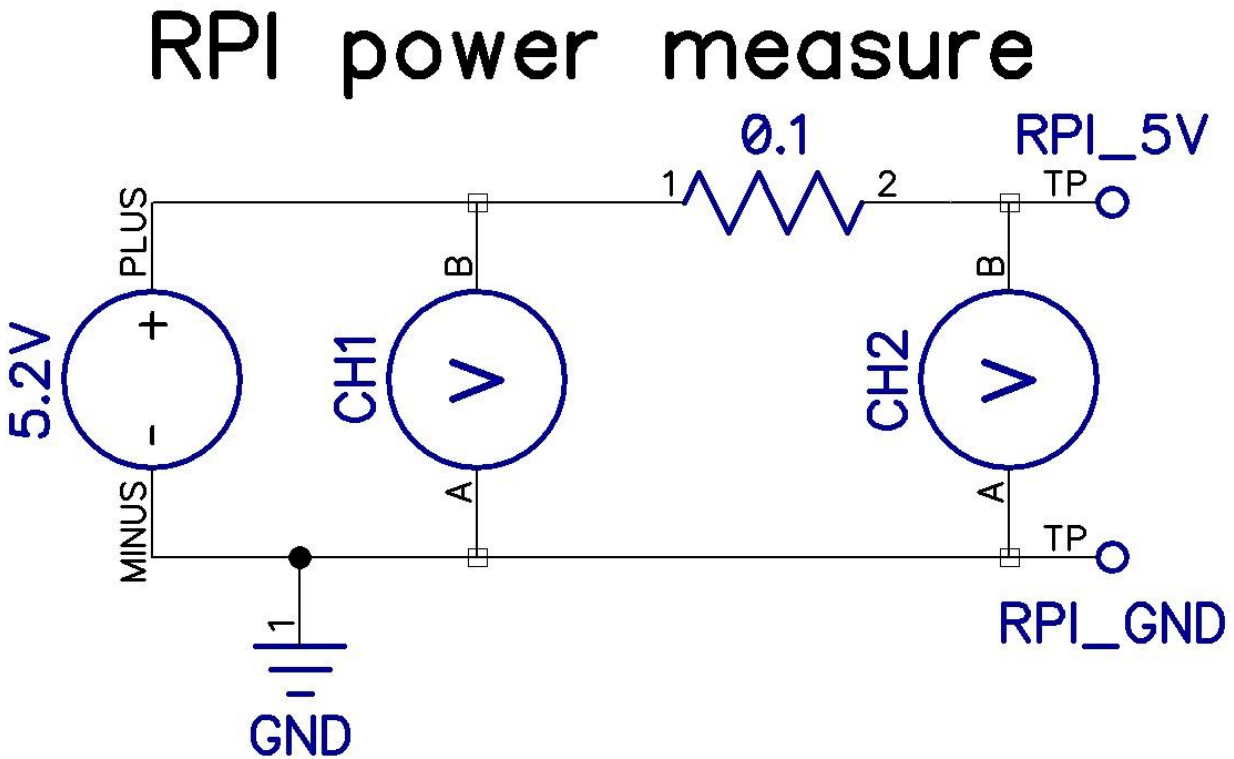 RPI power measure
0.1
RPI_5V
1
2
TP
PLUS
B
B
+
5.2V
CH1
V
CH2
V
-
MINUS
A
A
TP
1
RPI_GND
GND